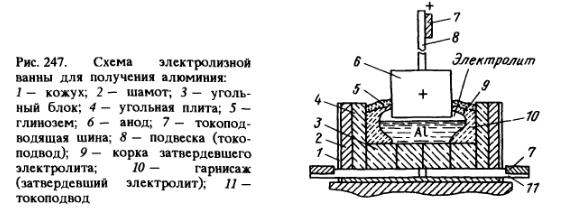 Рис. 247. Схема электролизной
ванны для получения алюминия:
1 — кожух; 2 — шамот; 3 — уголь-
ный блок; 4 — угольная плита; 5 —
глинозем; 6 — анод; 7 — токопод-
водящая шина; 8 — подвеска (токо-
подвод); 9 — корка затвердевшего
электролита; 10 — гарнисаж
(затвердевший электролит); 11 —
токоподвод
+
7
8
6
Электролит
5
9
+
4
10
Al
3
2
1
7
11